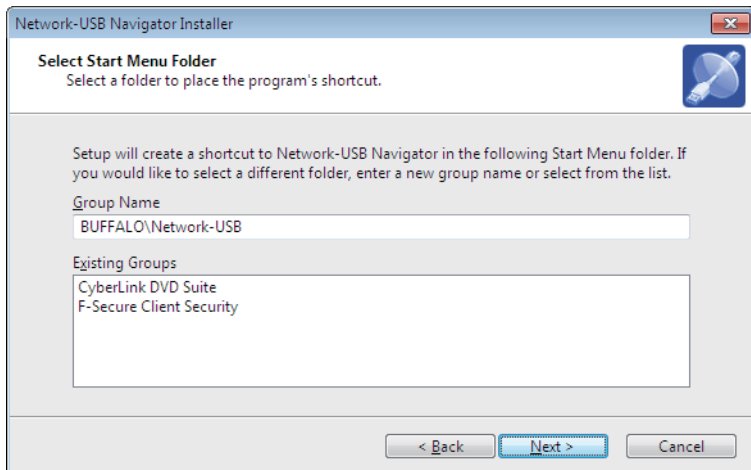 Network-USB Navigator Installer
Select Start Menu Folder
Select a folder to place the program's shortcut.
Setup will create a shortcut to Network-USB Navigator in the following Start Menu folder. If
you would like to select a different folder, enter a new group name or select from the list.
Group Name
BUFFALO\Network-USB
Existing Groups
CyberLink DVD Suite
F-Secure Client Security
< Back Next > Cancel